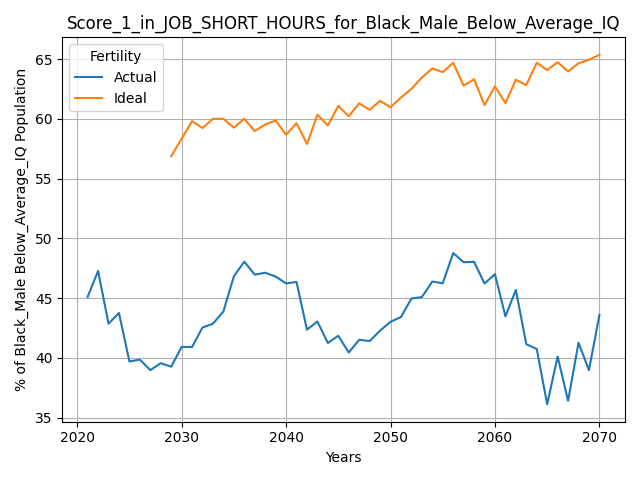 Score_1_in_JOB_SHORT_HOURS_for_Black_Male_Below_Average_IQ
Fertility
Actual
Ideal
% of Black_Male Below_Average_IQ Population
65
60
55
50
45
40
35
2020
2030
2040
2050
2060
2070
Years